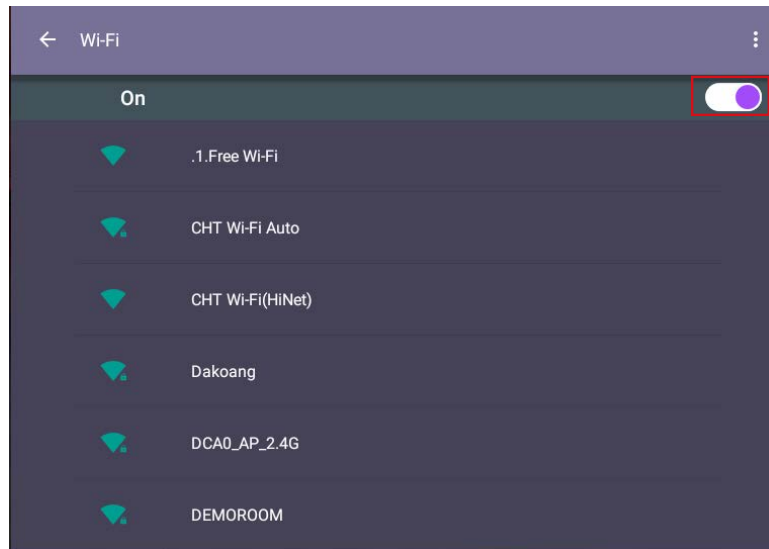 Wi-Fi
On
.1.Free Wi-Fi
CHT Wi-Fi Auto
CHT Wi-Fi(HiNet)
Dakoang
DCA0_AP_2.4G
DEMOROOM